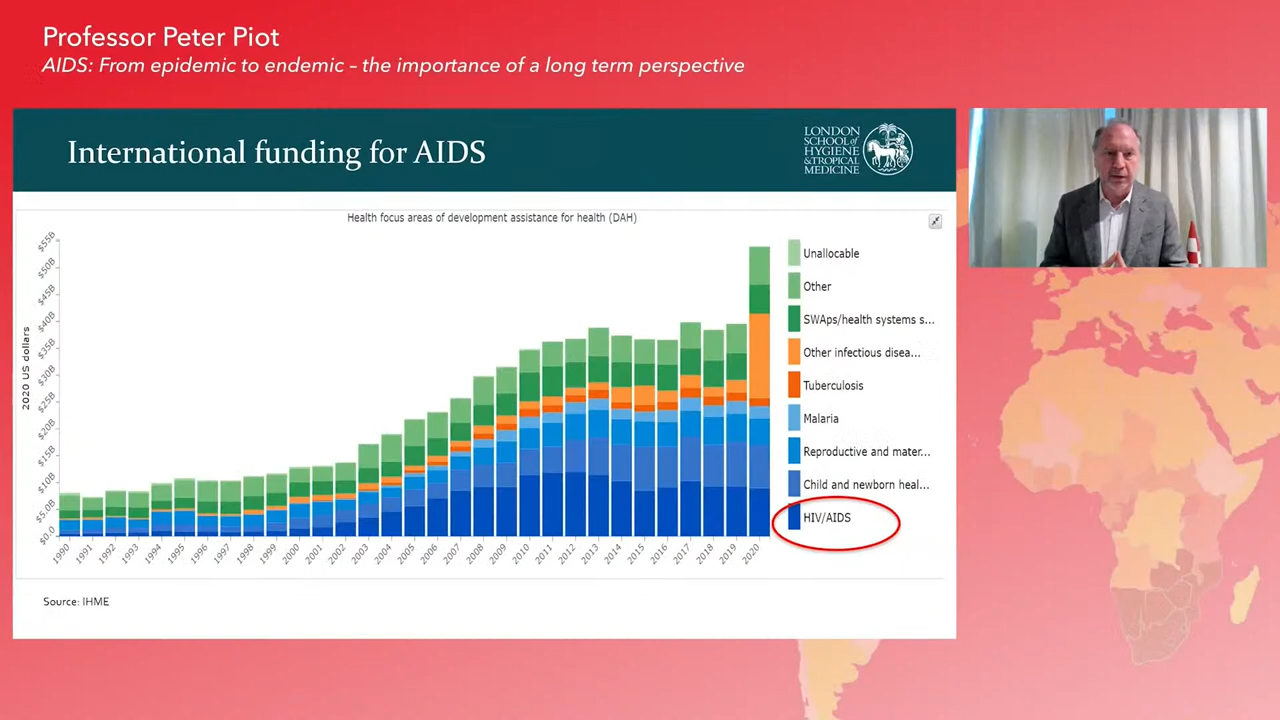 Professor Peter Piot
AIDS: From epidemic to endemic – the importance of a long term perspective
International funding for AIDS
LONDON
SCHOOL of
HYGIENE
& TROPICAL
MEDICINE
Health focus areas of development assistance for health (DAH)
2020 US dollars
$55B
$50B
$45B
$40B
$35B
$30B
$25B
$20B
$15B
$10B
$5.0B
$0.0
1990
1991
1992
1993
1994
1995
1996
1997
1998
1999
2000
2001
2002
2003
2004
2005
2006
2007
2008
2009
2010
2011
2012
2013
2014
2015
2016
2017
2018
2019
2020
Unallocable
Other
SWAps/health systems s...
Other infectious disea...
Tuberculosis
Malaria
Reproductive and mater...
Child and newborn heal...
HIV/AIDS
Source: IHME